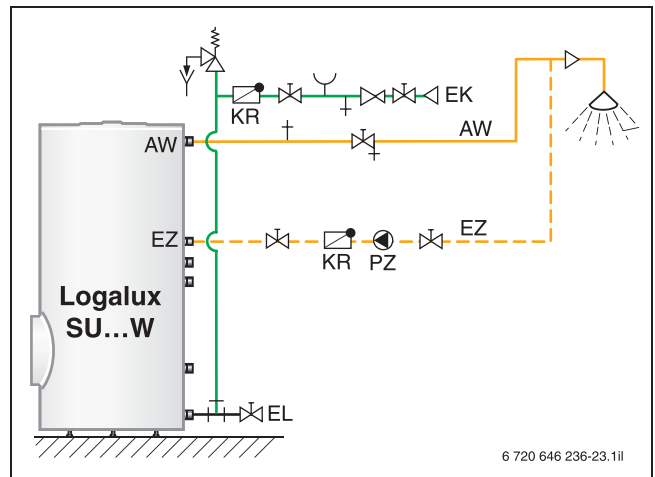 KR
EK
AW
AW
EZ
KR
PZ
EZ
Logalux
SU...W
EL
6 720 646 236-23.1il